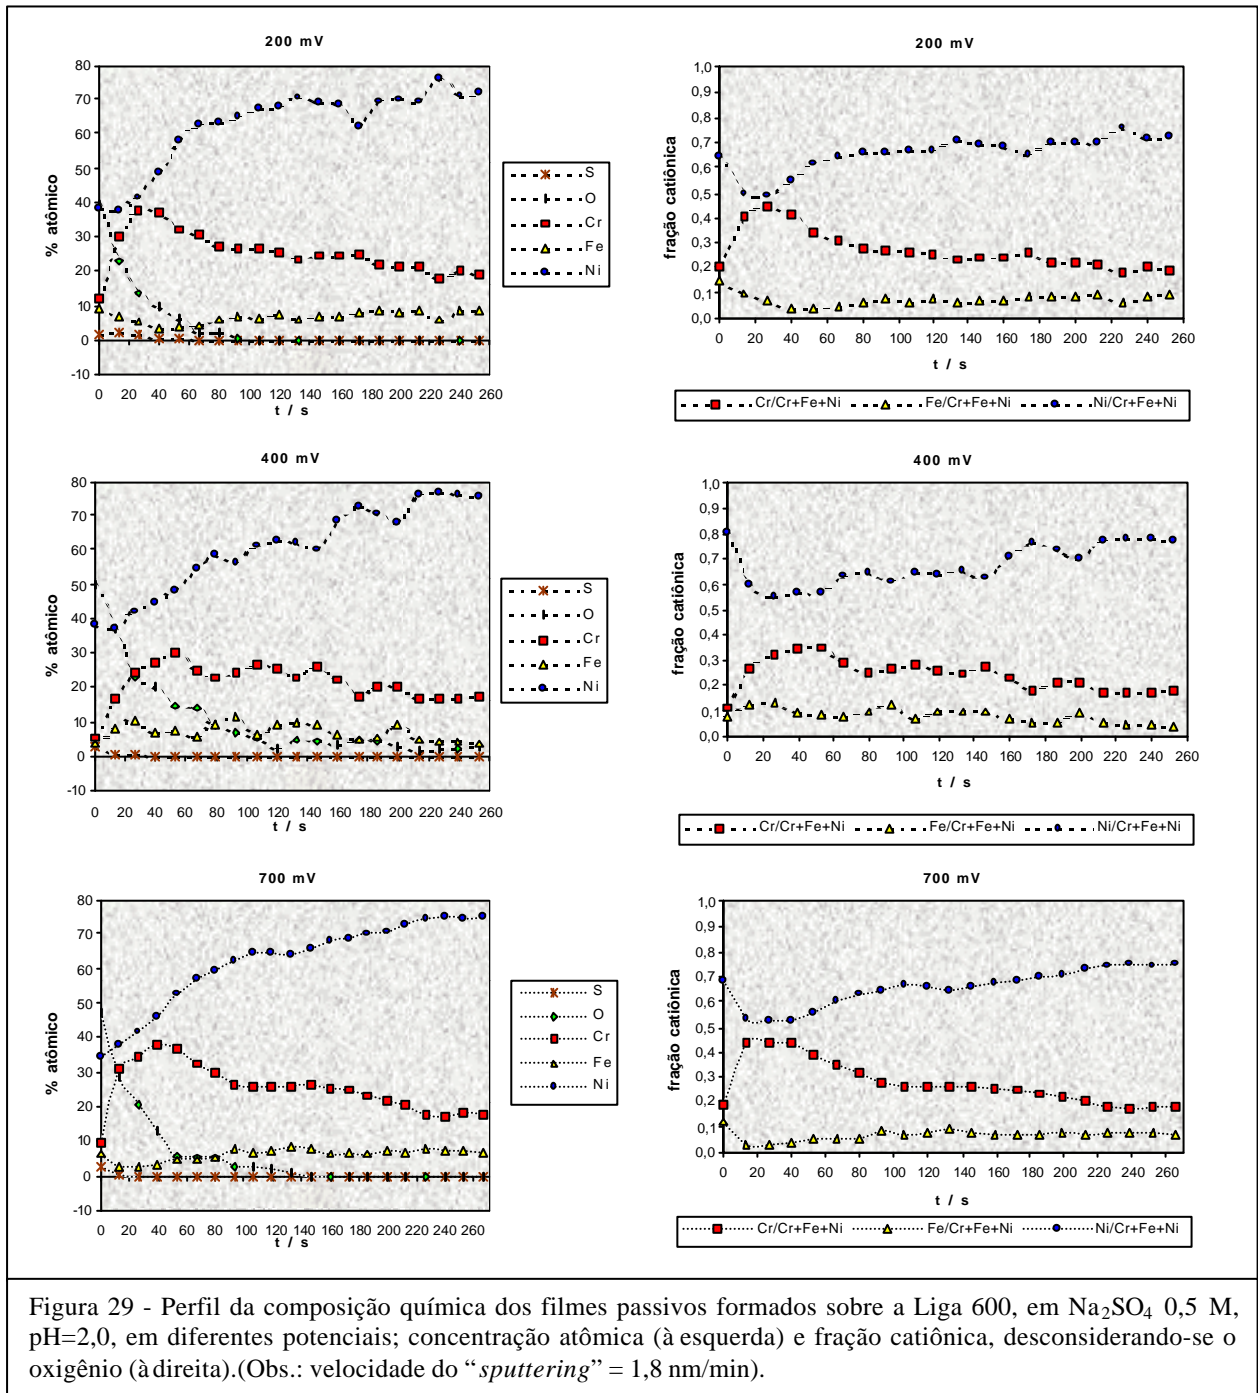 200 mV
80
70
60
50
40
30
20
10
0
-10
% atômico
0 20 40 60 80 100 120 140 160 180 200 220 240 260
t / s
S
O
Cr
Fe
Ni
200 mV
1,0
0,9
0,8
0,7
0,6
0,5
0,4
0,3
0,2
0,1
0,0
fração catiônica
0 20 40 60 80 100 120 140 160 180 200 220 240 260
t / s
Cr/Cr+Fe+Ni Fe/Cr+Fe+Ni Ni/Cr+Fe+Ni
400 mV
80
70
60
50
40
30
20
10
0
-10
% atômico
0 20 40 60 80 100 120 140 160 180 200 220 240 260
t / s
S
O
Cr
Fe
Ni
400 mV
1,0
0,9
0,8
0,7
0,6
0,5
0,4
0,3
0,2
0,1
0,0
fração catiônica
0 20 40 60 80 100 120 140 160 180 200 220 240 260
t / s
Cr/Cr+Fe+Ni Fe/Cr+Fe+Ni Ni/Cr+Fe+Ni
700 mV
80
70
60
50
40
30
20
10
0
-10
% atômico
0 20 40 60 80 100 120 140 160 180 200 220 240 260
t / s
S
O
Cr
Fe
Ni
700 mV
1,0
0,9
0,8
0,7
0,6
0,5
0,4
0,3
0,2
0,1
0,0
fração catiônica
0 20 40 60 80 100 120 140 160 180 200 220 240 260
t / s
Cr/Cr+Fe+Ni Fe/Cr+Fe+Ni Ni/Cr+Fe+Ni
Figura 29 - Perfil da composição química dos filmes passivos formados sobre a Liga 600, em Na₂SO₄ 0,5 M,
pH=2,0, em diferentes potenciais; concentração atômica (à esquerda) e fração catiônica, desconsiderando-se o
oxigênio (à direita).(Obs.: velocidade do “sputtering” = 1,8 nm/min).